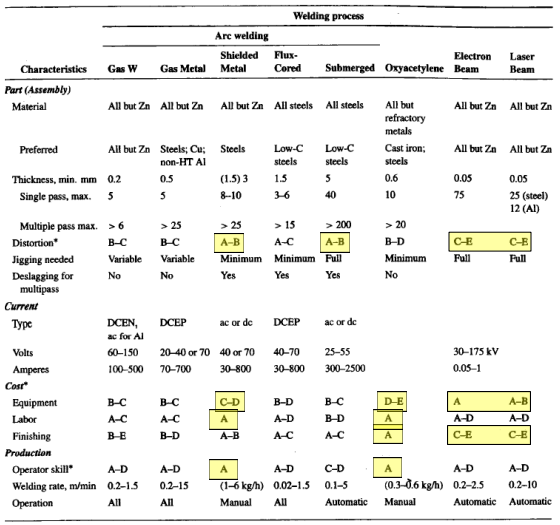 Welding process
Arc welding
Characteristics Gas W Gas Metal Shielded Metal Flux-Cored Submerged Oxyacetylene Electron Beam Laser Beam
Part (Assembly)
Material All but Zn All but Zn All but Zn All steels All steels All but refractory metals All but Zn All but Zn
Preferred All but Zn Steels; Cu; non-HT Al Steels Low-C steels Low-C steels Cast iron; steels All but Zn All but Zn
Thickness, min. mm 0.2 0.5 (1.5) 3 1.5 5 0.6 0.05 0.05
Single pass, max. 5 5 8–10 3–6 40 10 75 25 (steel) 12 (Al)
Multiple pass max. > 6 > 25 > 25 > 15 > 200 > 20
Distortion* B–C B–C A–B A–C A–B B–D C–E C–E
Jigging needed Variable Variable Minimum Minimum Full Minimum Full Full
Deslagging for multipass No No Yes Yes Yes No
Current
Type DCEN, ac for Al DCEP ac or dc DCEP ac or dc
Volts 60–150 20–40 or 70 40 or 70 40–70 25–55 30–175 kV
Amperes 100–500 70–700 30–800 30–800 300–2500 0.05–1
Cost*
Equipment B–C B–C C–D B–D B–C D–E A A–B
Labor A–C A–C A A–D B–D A A–D A–D
Finishing B–E B–D A–B A–C A–C A C–E C–E
Production
Operator skill* A–D A–D A A–D C–D A A–D A–D
Welding rate, m/min 0.2–1.5 0.2–15 (1–6 kg/h) 0.02–1.5 0.1–5 (0.3–0.6 kg/h) 0.2–2.5 0.2–10
Operation All All Manual All Automatic Manual Automatic Automatic